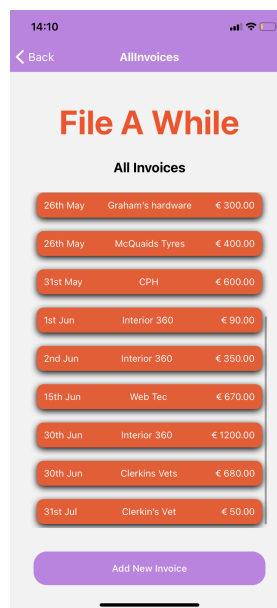 14:10
Back AllInvoices
File A While
All Invoices
26th May Graham's hardware € 300.00
26th May McQuaids Tyres € 400.00
31st May CPH € 600.00
1st Jun Interior 360 € 90.00
2nd Jun Interior 360 € 350.00
15th Jun Web Tec € 670.00
30th Jun Interior 360 € 1200.00
30th Jun Clerkins Vets € 680.00
31st Jul Clerkin's Vet € 50.00
Add New Invoice